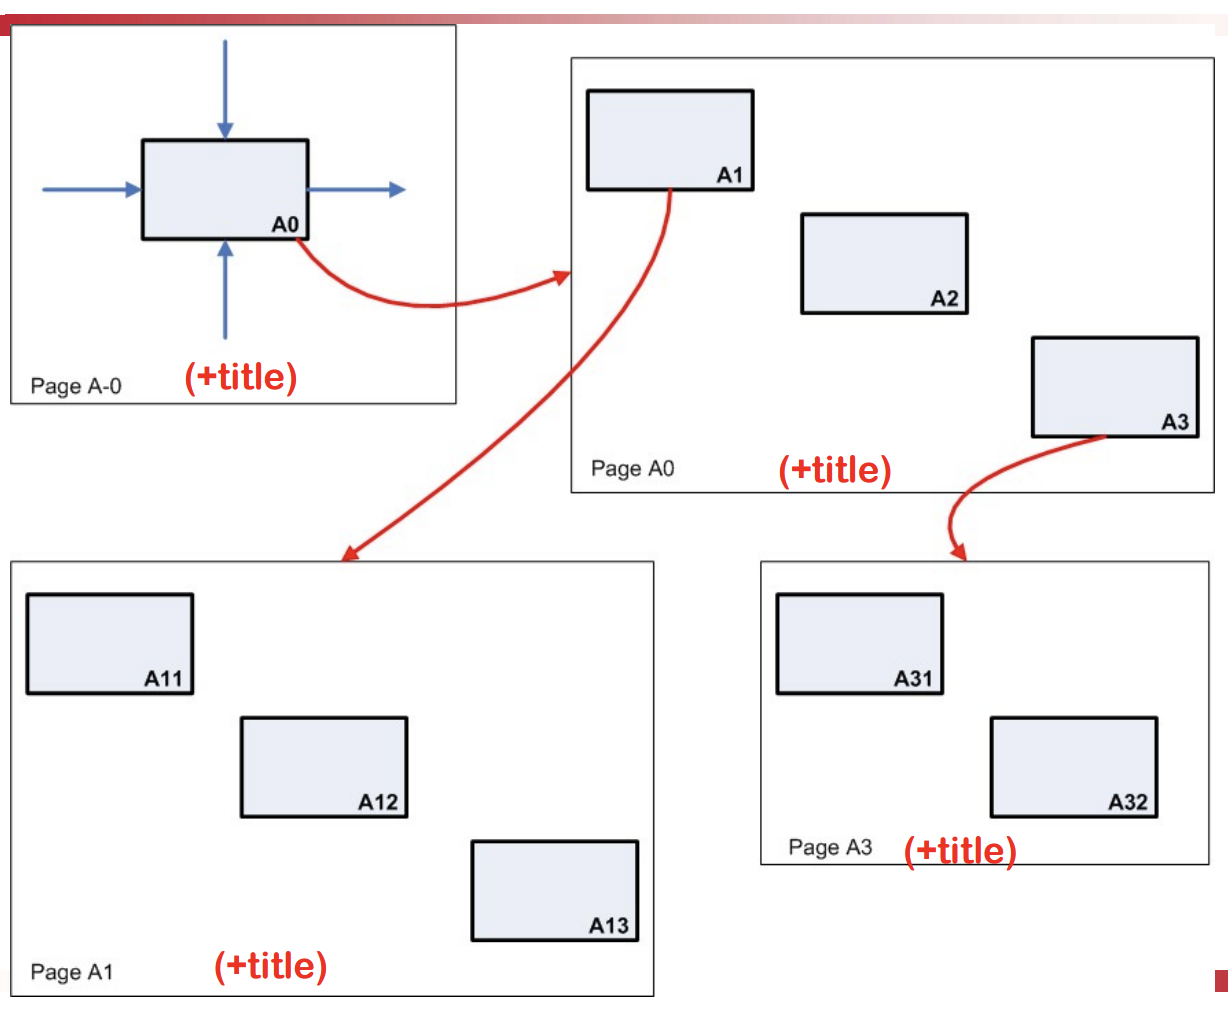 A0
Page A-0 (+title)
A1
A2
A3
Page A0 (+title)
A11
A12
A13
Page A1 (+title)
A31
A32
Page A3 (+title)